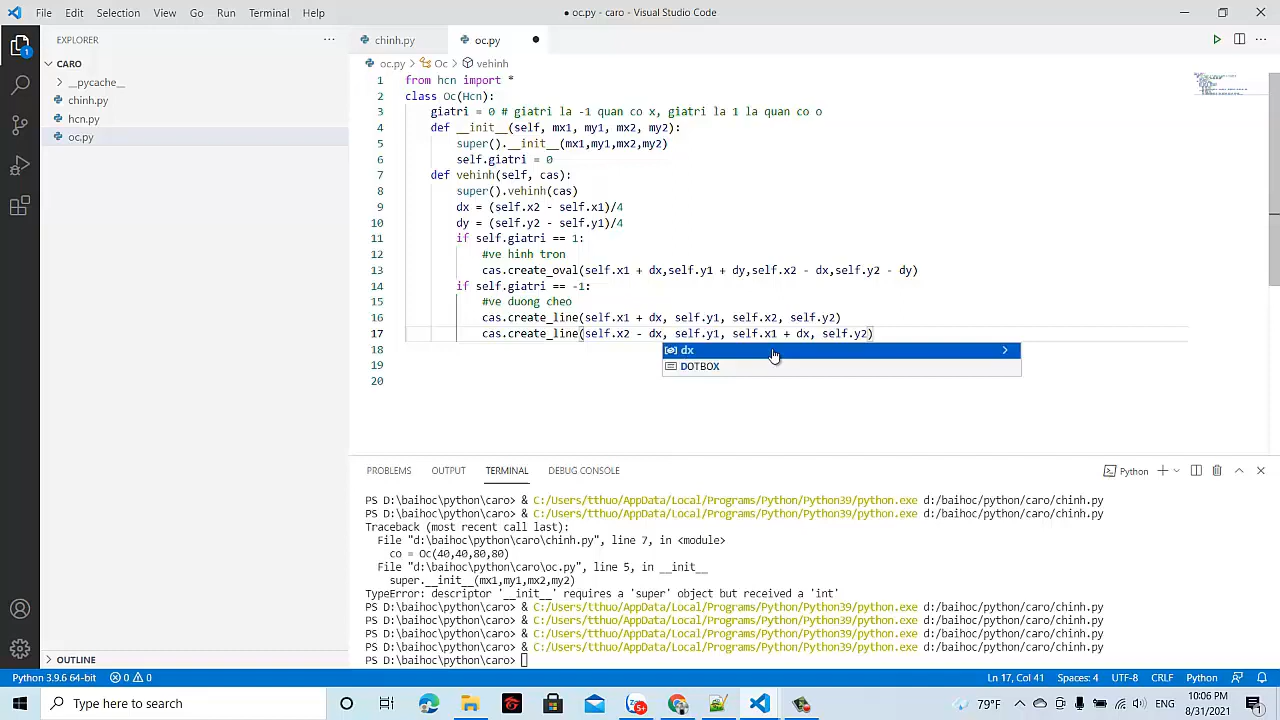 File Edit Selection View Go Run Terminal Help
● oc.py - caro - Visual Studio Code
EXPLORER
CARO
__pycache__
chinh.py
hcn.py
oc.py
OUTLINE
1
chinh.py oc.py
oc.py > Oc > vehinh
1 from hcn import *
2 class Oc(Hcn):
3 giatri = 0 # giatri la -1 quan co x, giatri la 1 la quan co o
4 def __init__(self, mx1, my1, mx2, my2):
5 super().__init__(mx1,my1,mx2,my2)
6 self.giatri = 0
7 def vehinh(self, cas):
8 super().vehinh(cas)
9 dx = (self.x2 - self.x1)/4
10 dy = (self.y2 - self.y1)/4
11 if self.giatri == 1:
12 #ve hinh tron
13 cas.create_oval(self.x1 + dx,self.y1 + dy,self.x2 - dx,self.y2 - dy)
14 if self.giatri == -1:
15 #ve duong cheo
16 cas.create_line(self.x1 + dx, self.y1, self.x2, self.y2)
17 cas.create_line(self.x2 - dx, self.y1, self.x1 + dx, self.y2)
18
19
20
dx
DOTBOX
PROBLEMS OUTPUT TERMINAL DEBUG CONSOLE
Python
PS D:\baihoc\python\caro> & C:/Users/tthuo/AppData/Local/Programs/Python/Python39/python.exe d:/baihoc/python/caro/chinh.py
PS D:\baihoc\python\caro> & C:/Users/tthuo/AppData/Local/Programs/Python/Python39/python.exe d:/baihoc/python/caro/chinh.py
Traceback (most recent call last):
File "d:\baihoc\python\caro\chinh.py", line 7, in <module>
co = Oc(40,40,80,80)
File "d:\baihoc\python\caro\oc.py", line 5, in __init__
super.__init__(mx1,my1,mx2,my2)
TypeError: descriptor '__init__' requires a 'super' object but received a 'int'
PS D:\baihoc\python\caro> & C:/Users/tthuo/AppData/Local/Programs/Python/Python39/python.exe d:/baihoc/python/caro/chinh.py
PS D:\baihoc\python\caro> & C:/Users/tthuo/AppData/Local/Programs/Python/Python39/python.exe d:/baihoc/python/caro/chinh.py
PS D:\baihoc\python\caro> & C:/Users/tthuo/AppData/Local/Programs/Python/Python39/python.exe d:/baihoc/python/caro/chinh.py
PS D:\baihoc\python\caro> & C:/Users/tthuo/AppData/Local/Programs/Python/Python39/python.exe d:/baihoc/python/caro/chinh.py
PS D:\baihoc\python\caro>
Python 3.9.6 64-bit 0 0 Ln 17, Col 41 Spaces: 4 UTF-8 CRLF Python
Type here to search
5+
79°F
ENG
10:06 PM
8/31/2021